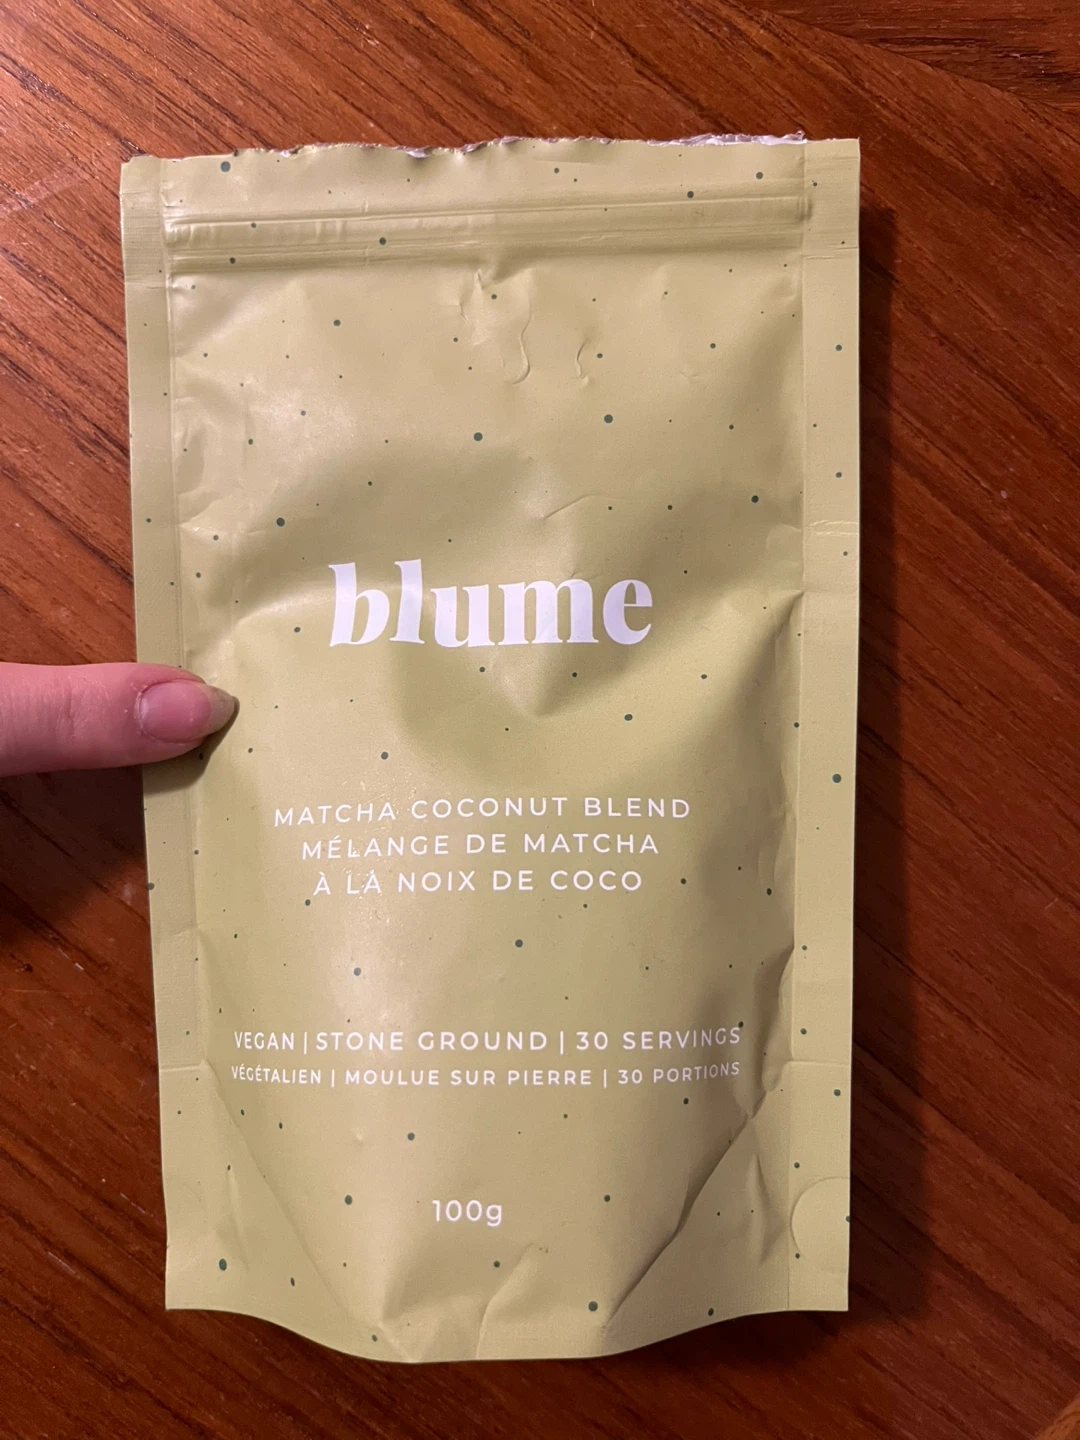 blume
MATCHA COCONUT BLEND
MÉLANGE DE MATCHA
À LA NOIX DE COCO
VEGAN | STONE GROUND | 30 SERVINGS
VÉGÉTALIEN | MOULUE SUR PIERRE | 30 PORTIONS
100g